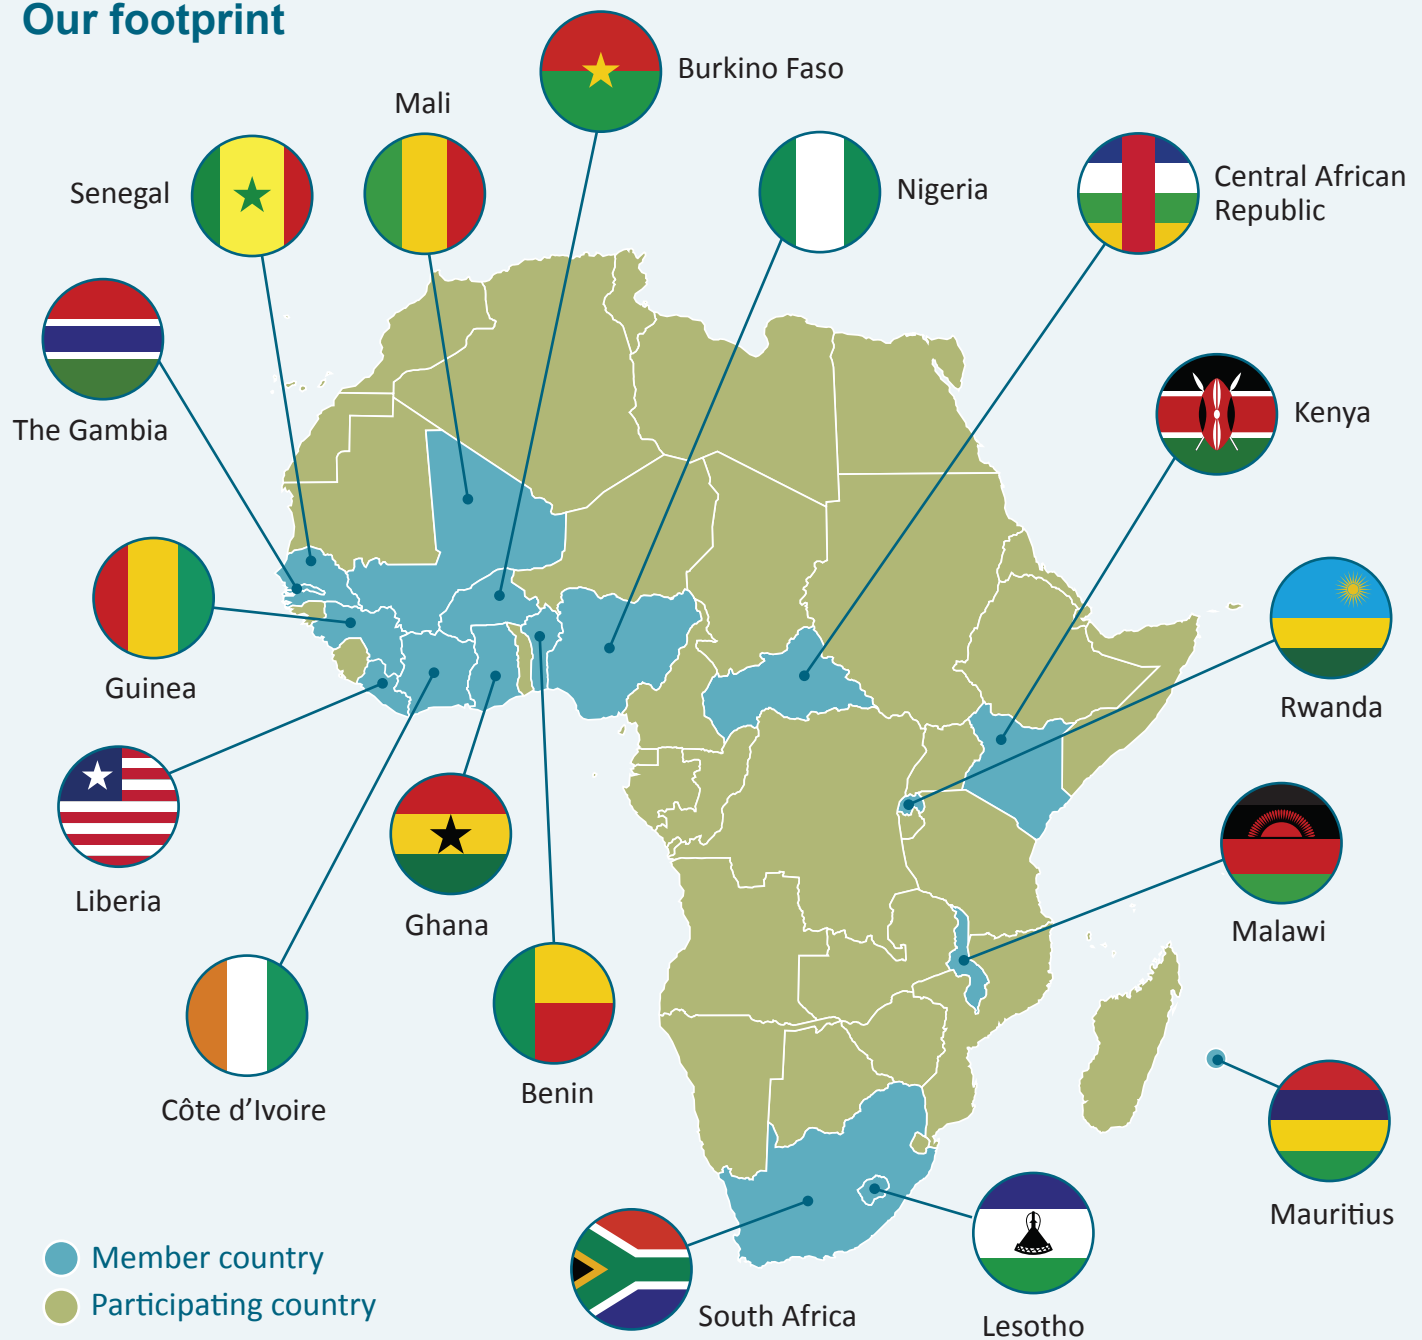 Our footprint
Burkino Faso
Mali
Senegal
Nigeria
Central African
Republic
The Gambia
Kenya
Guinea
Rwanda
Liberia
Ghana
Malawi
Côte d’Ivoire
Benin
Mauritius
Member country
Participating country
South Africa
Lesotho